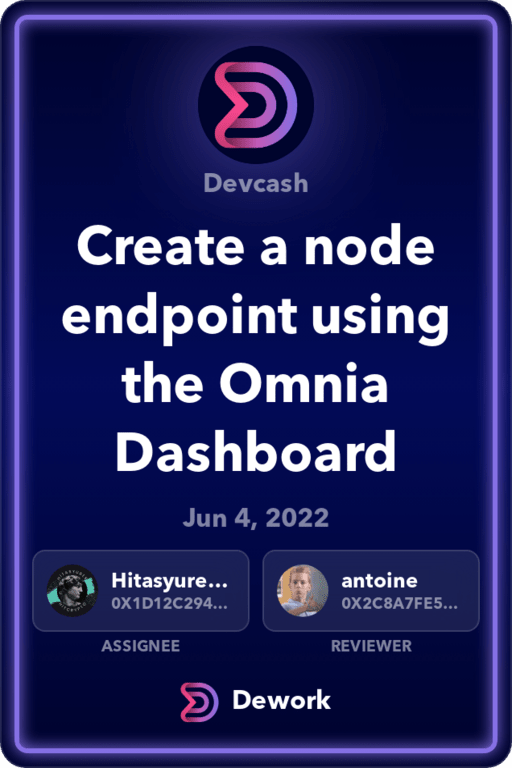 Devcash
Create a node
endpoint using
the Omnia
Dashboard
Jun 4, 2022
Hitasyure...
0X1D12C294...
antoine
0X2C8A7FE5...
ASSIGNEE
REVIEWER
Dework